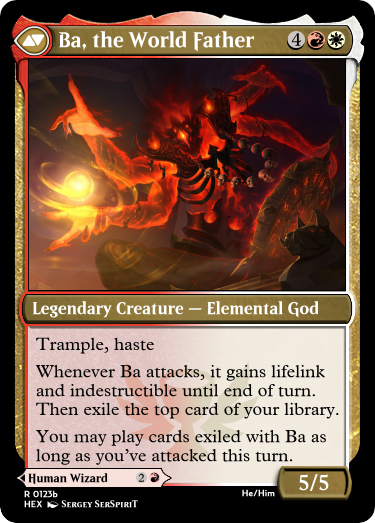 Ba, the World Father 4
Legendary Creature — Elemental God
Trample, haste
Whenever Ba attacks, it gains lifelink
and indestructible until end of turn.
Then exile the top card of your library.
You may play cards exiled with Ba as
long as you've attacked this turn.
Human Wizard 2
5/5
R 0123b
He/Him
HEX Sergey SerSpiriT